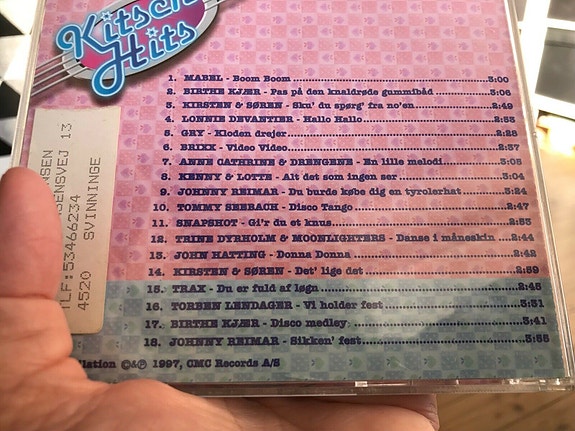 Kitsch
Hits
1. MABEL - Boom Boom 3:00
2. BIRTHE KJÆR - Pas på den knaldrøde gummibåd 3:06
3. KIRSTEN & SØREN - Sku' du spørg' fra no'en 2:49
4. LONNIE DEVANTIER - Hallo Hallo 2:53
5. GRY - Kloden drejer 2:28
6. BRIXX - Video Video 2:37
7. ANNE CATHRINE & DRENGENE - En lille melodi 3:05
8. KENNY & LOTTE - Alt det som ingen ser 3:04
9. JOHNNY REIMAR - Du burde købe dig en tyrolerhat 3:24
10. TOMMY SEEBACH - Disco Tango 2:47
11. SNAPSHOT - Gi'r du et knus 2:53
12. TRINE DYRHOLM & MOONLIGHTERS - Danse i måneskin 2:44
13. JOHN HATTING - Donna Donna 2:42
14. KIRSTEN & SØREN - Det' lige det 2:59
15. TRAX - Du er fuld af løgn 2:45
16. TORBEN LENDAGER - Vi holder fest 3:31
17. BIRTHE KJÆR - Disco medley 3:41
18. JOHNNY REIMAR - Sikken' fest 3:55
lation ©&℗ 1997, CMC Records A/S
NSEN
ENSVEJ 13
TLF:53466234
4520 SVINNINGE